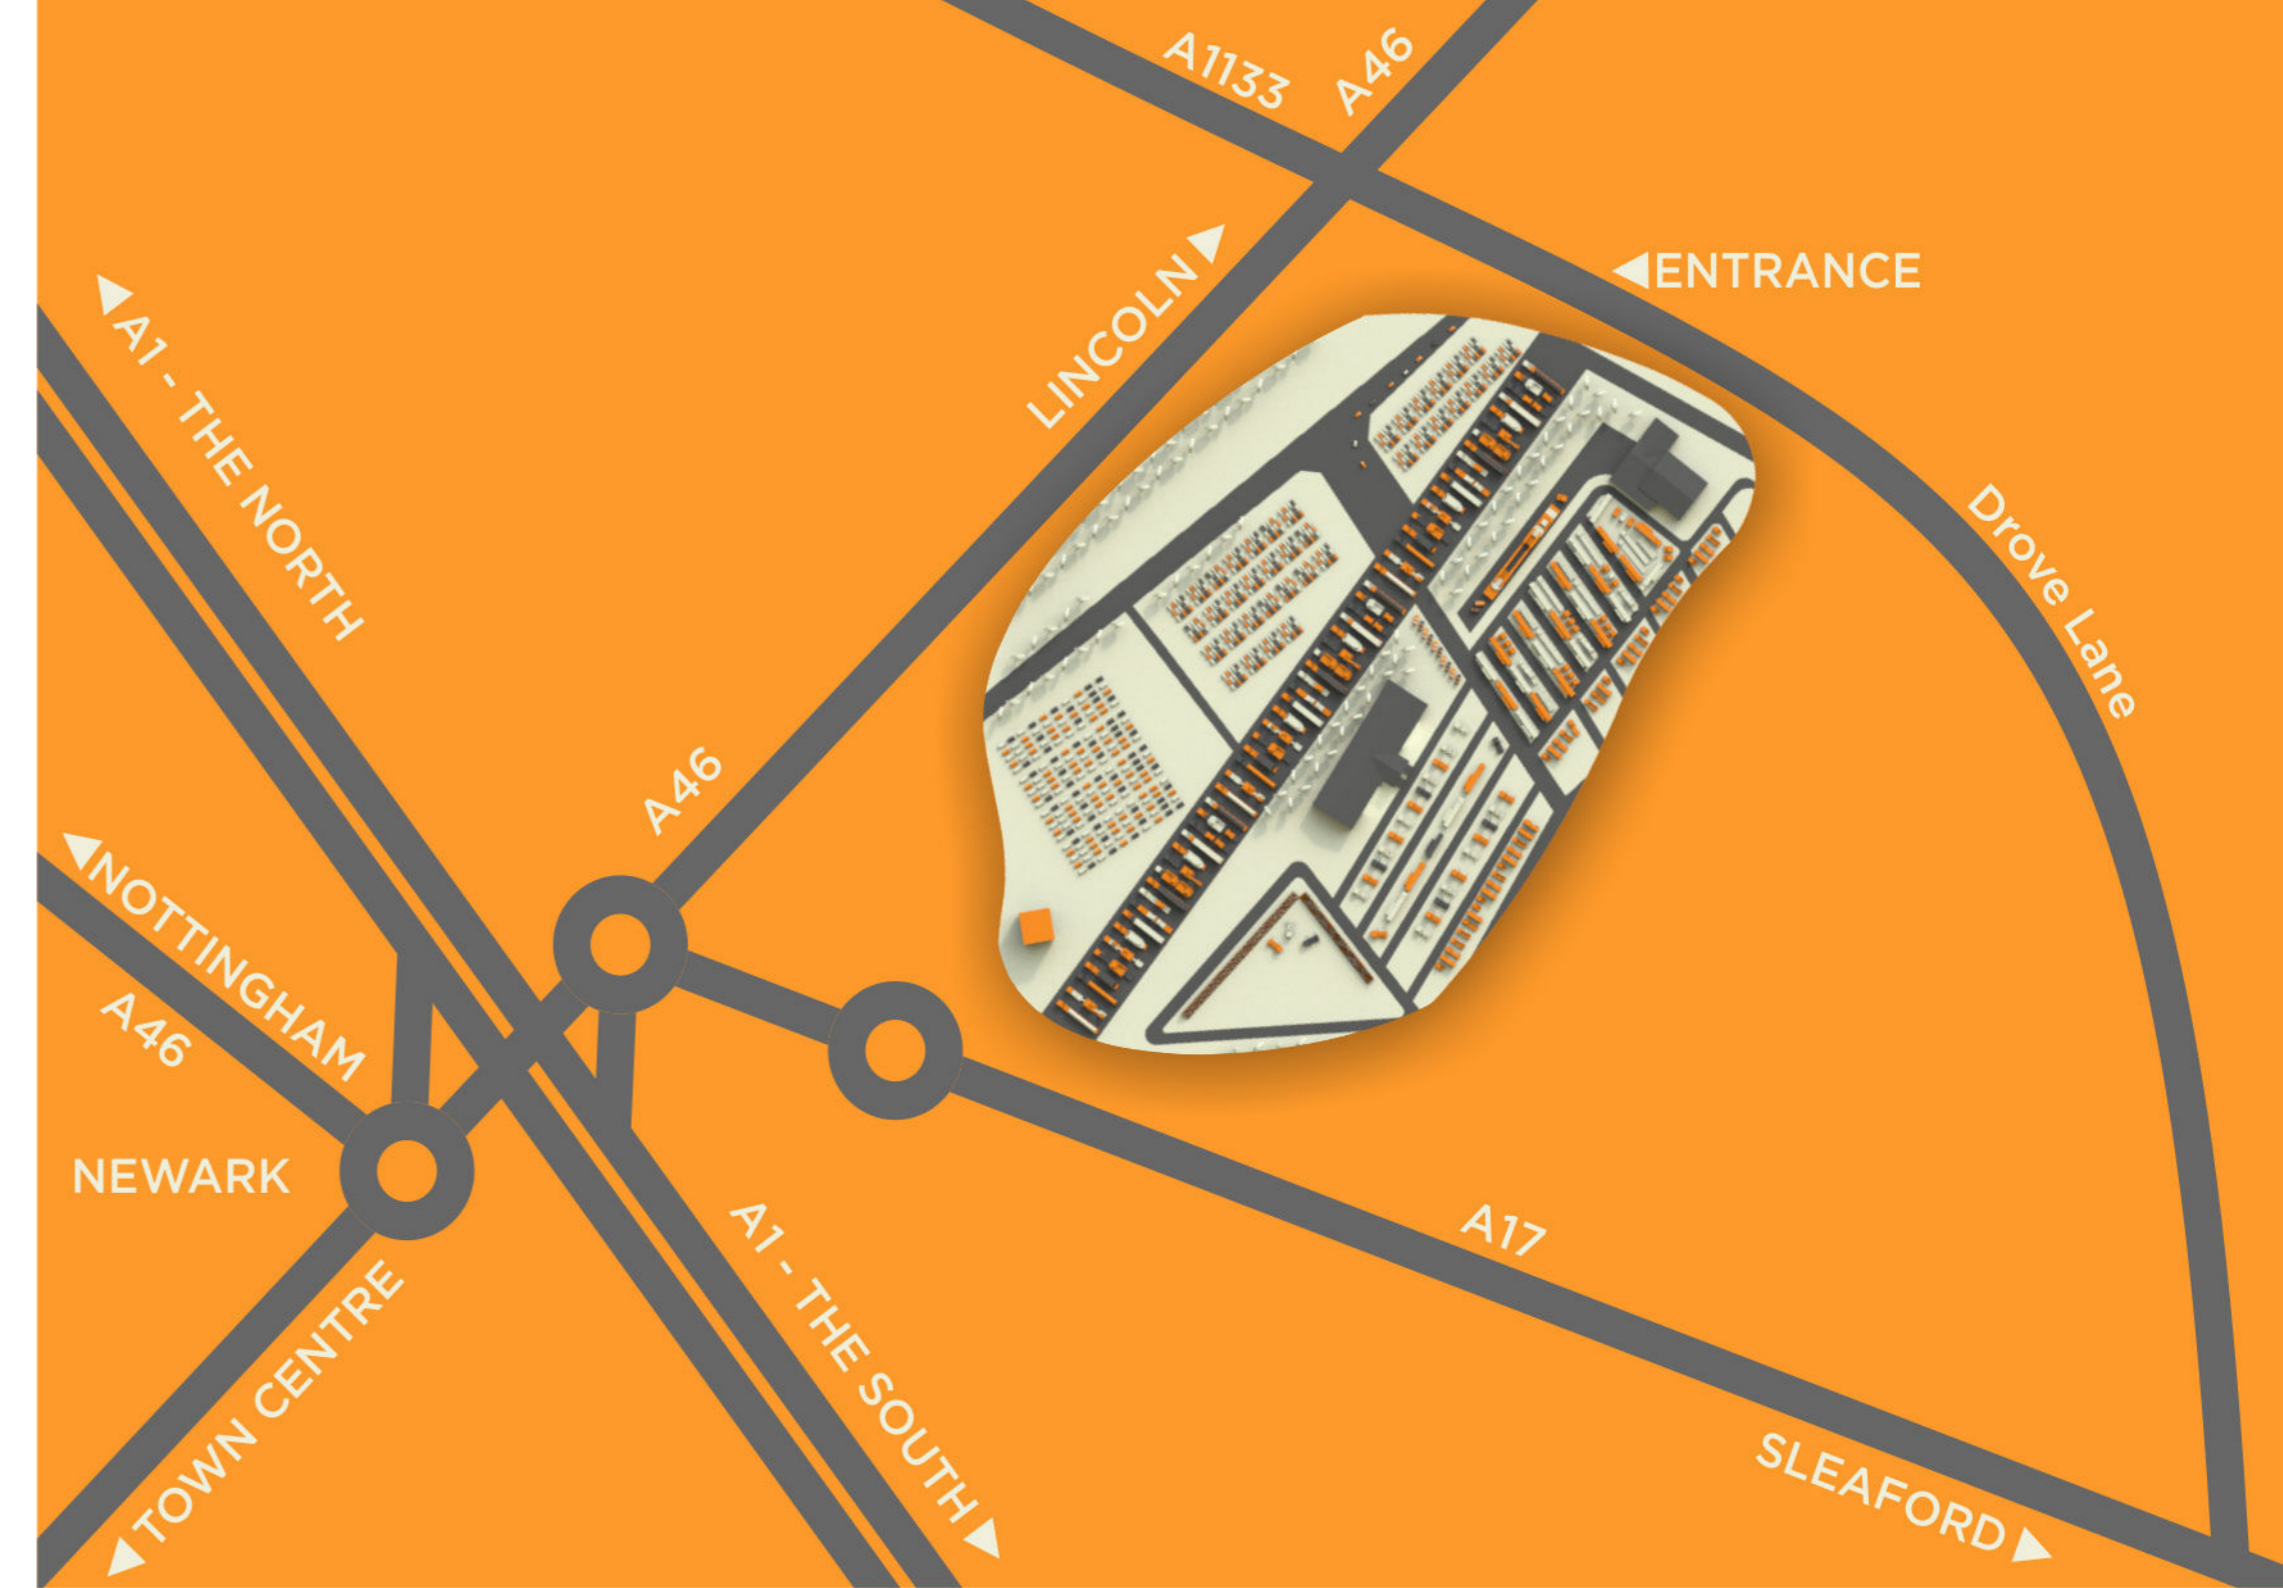 A1133
A46
ENTRANCE
LINCOLN
A1 - THE NORTH
Drove Lane
A46
NOTTINGHAM
A46
NEWARK
TOWN CENTRE
A1 - THE SOUTH
A17
SLEAFORD